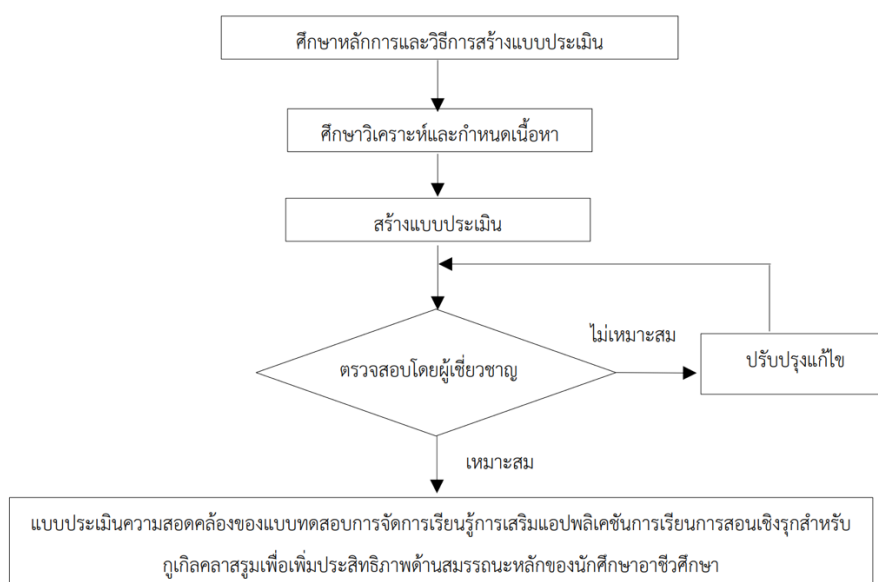 ศึกษาหลักการและวิธีการสร้างแบบประเมิน
ศึกษาวิเคราะห์และกำหนดเนื้อหา
สร้างแบบประเมิน
ไม่เหมาะสม
ตรวจสอบโดยผู้เชี่ยวชาญ
ปรับปรุงแก้ไข
เหมาะสม
แบบประเมินความสอดคล้องของแบบทดสอบการจัดการเรียนรู้การเสริมแอปพลิเคชันการเรียนการสอนเชิงรุกสำหรับ
กูเกิลคลาสรูมเพื่อเพิ่มประสิทธิภาพด้านสมรรถนะหลักของนักศึกษาอาชีวศึกษา